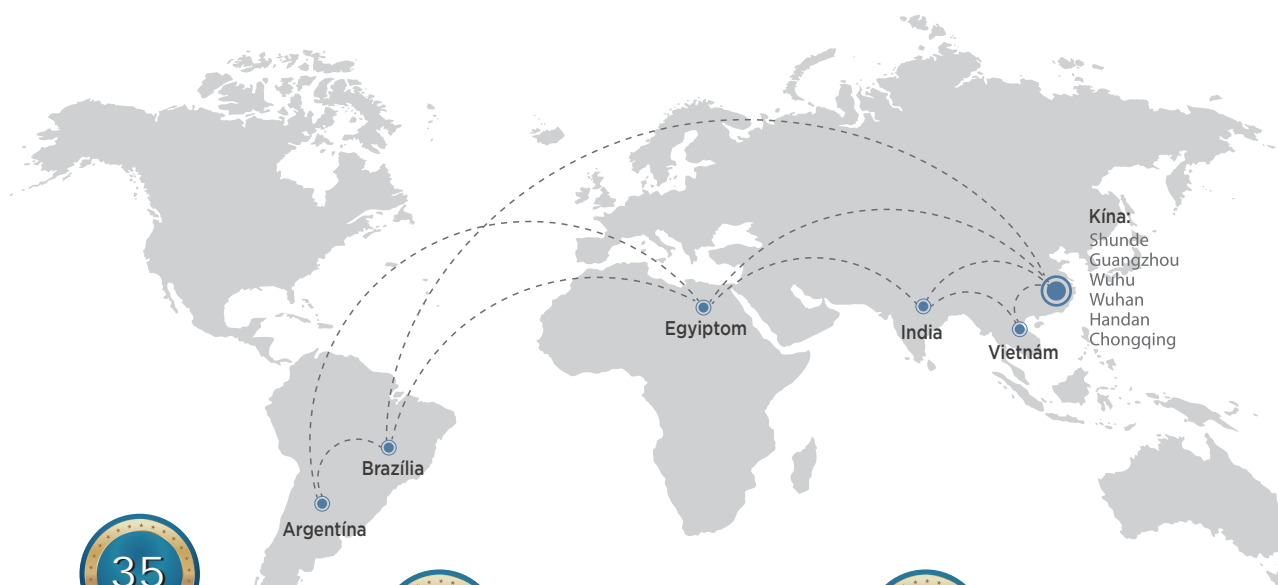 Kína:
Shunde
Guangzhou
Wuhu
Wuhan
Handan
Chongqing
Egyiptom
India
Vietnám
Brazília
Argentína
35